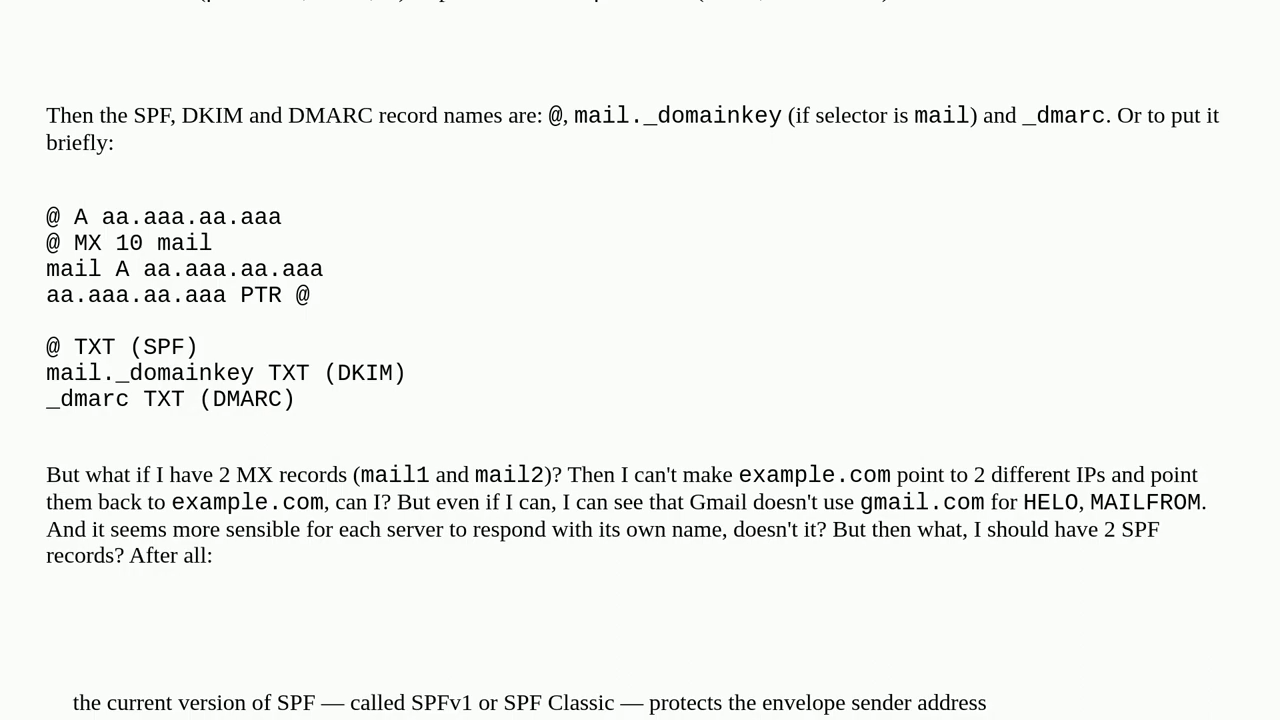 Then the SPF, DKIM and DMARC record names are: @, mail._domainkey (if selector is mail) and _dmarc. Or to put it
briefly:
@ A aa.aaa.aa.aaa
@ MX 10 mail
mail A aa.aaa.aa.aaa
aa.aaa.aa.aaa PTR @
@ TXT (SPF)
mail._domainkey TXT (DKIM)
_dmarc TXT (DMARC)
But what if I have 2 MX records (mail1 and mail2)? Then I can't make example.com point to 2 different IPs and point
them back to example.com, can I? But even if I can, I can see that Gmail doesn't use gmail.com for HELO, MAILFROM.
And it seems more sensible for each server to respond with its own name, doesn't it? But then what, I should have 2 SPF
records? After all:
the current version of SPF — called SPFv1 or SPF Classic — protects the envelope sender address